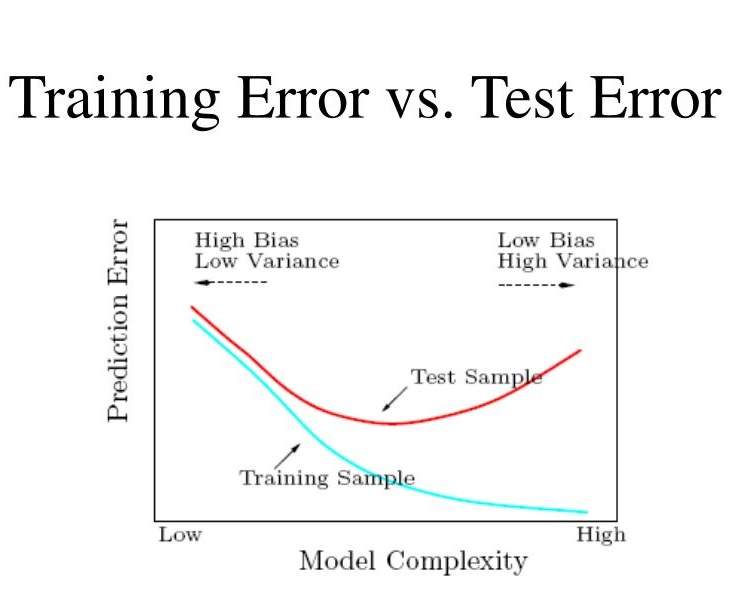 Training Error vs. Test Error
Prediction Error
High Bias
Low Variance
Low Bias
High Variance
Test Sample
Training Sample
Low
High
Model Complexity